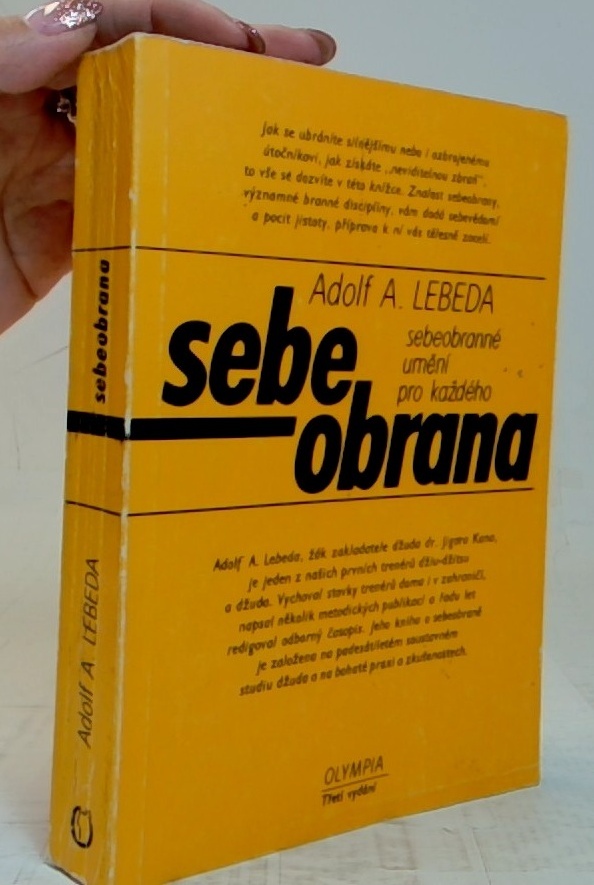 Jak se ubráníte silnějšímu nebo i ozbrojenému
útočníkovi, jak získáte „neviditelnou zbraň",
to vše se dozvíte v této knížce. Znalost sebeobrany,
významné branné disciplíny, vám dodá sebevědomí
a pocit jistoty, příprava k ní vás tělesně zocelí.
Adolf A. LEBEDA
sebe
obrana
sebeobranné
umění
pro každého
Adolf A. Lebeda, žák zakladatele džuda dr. Jigora Kana,
je jeden z našich prvních trenérů džiu-džitsu
a džuda. Vychoval stovky trenérů doma i v zahraničí,
napsal několik metodických publikací a řadu let
redigoval odborný časopis. Jeho kniha o sebeobraně
je založena na padesátiletém soustavném
studiu džuda a na bohaté praxi a zkušenostech.
OLYMPIA
Třetí vydání
sebeobrana
Adolf A. LEBEDA